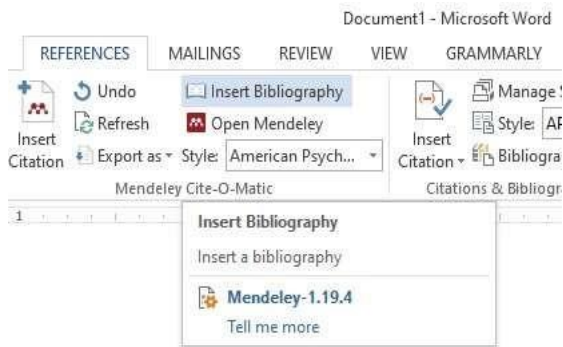 Document1 - Microsoft Word
REFERENCES MAILINGS REVIEW VIEW GRAMMARLY
Insert Citation
Undo
Refresh
Export as
Insert Bibliography
Open Mendeley
Style: American Psych...
Mendeley Cite-O-Matic
Insert Citation
Manage
Style:
Citations &
1
Insert Bibliography
Insert a bibliography
Mendeley-1.19.4
Tell me more